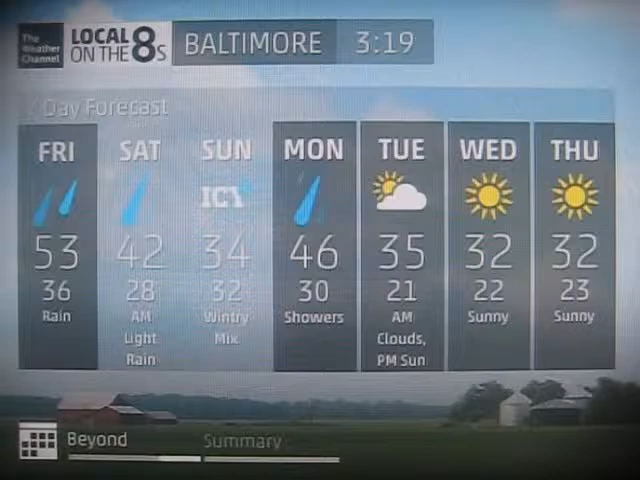 The Weather Channel
LOCAL ON THE 8s
BALTIMORE 3:19
7 Day Forecast
FRI SAT SUN MON TUE WED THU
ICY
53 42 34 46 35 32 32
36 28 32 30 21 22 23
Rain AM Wintry Showers AM Sunny Sunny
Light Mix Clouds,
Rain PM Sun
Beyond Summary